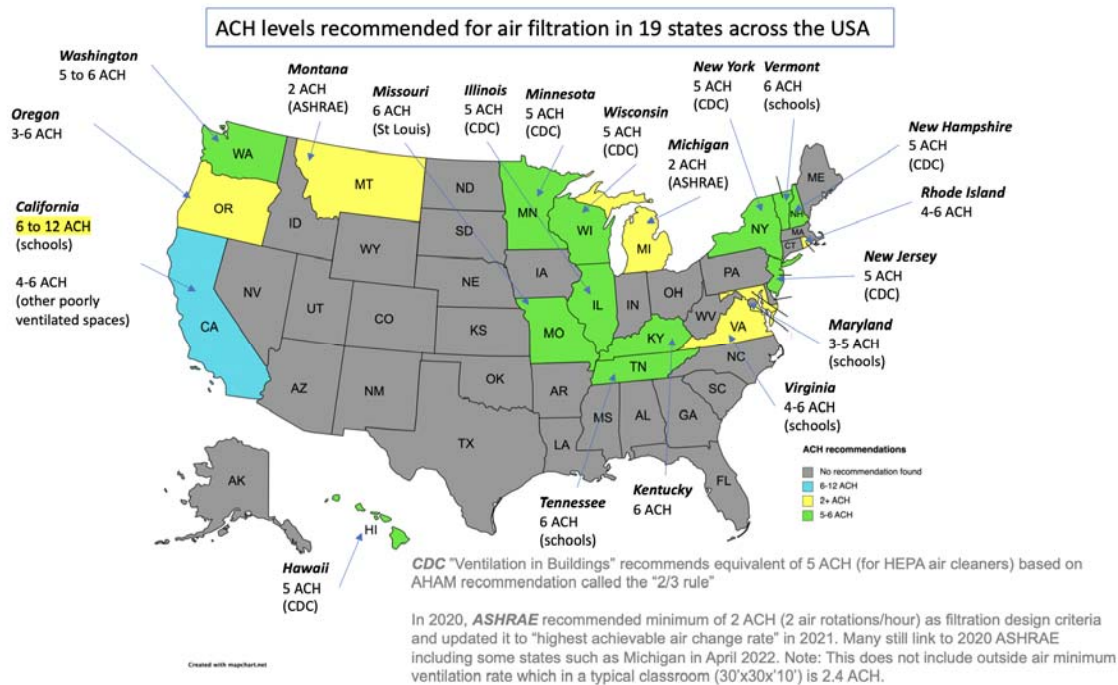 ACH levels recommended for air filtration in 19 states across the USA
Washington
5 to 6 ACH
Oregon
3-6 ACH
California
6 to 12 ACH
(schools)
4-6 ACH
(other poorly
ventilated spaces)
Montana
2 ACH
(ASHRAE)
Missouri
6 ACH
(St Louis)
Illinois
5 ACH
(CDC)
Minnesota
5 ACH
(CDC)
Wisconsin
5 ACH
(CDC)
Michigan
2 ACH
(ASHRAE)
New York
5 ACH
(CDC)
Vermont
6 ACH
(schools)
New Hampshire
5 ACH
(CDC)
Rhode Island
4-6 ACH
New Jersey
5 ACH
(CDC)
Maryland
3-5 ACH
(schools)
Virginia
4-6 ACH
(schools)
Kentucky
6 ACH
Tennessee
6 ACH
(schools)
Hawaii
5 ACH
(CDC)
WA
OR
CA
ID
NV
MT
WY
UT
AZ
CO
NM
ND
SD
NE
KS
OK
TX
MN
IA
MO
AR
LA
WI
IL
MI
IN
OH
KY
TN
MS
AL
GA
FL
SC
NC
VA
WV
PA
NY
NH
ME
MA
CT
AK
HI
ACH recommendations
No recommendation found
6-12 ACH
2+ ACH
5-6 ACH
CDC "Ventilation in Buildings" recommends equivalent of 5 ACH (for HEPA air cleaners) based on
AHAM recommendation called the “2/3 rule”
In 2020, ASHRAE recommended minimum of 2 ACH (2 air rotations/hour) as filtration design criteria
and updated it to “highest achievable air change rate” in 2021. Many still link to 2020 ASHRAE
including some states such as Michigan in April 2022. Note: This does not include outside air minimum
ventilation rate which in a typical classroom (30’x30’x’10’) is 2.4 ACH.
Created with mapchart.net